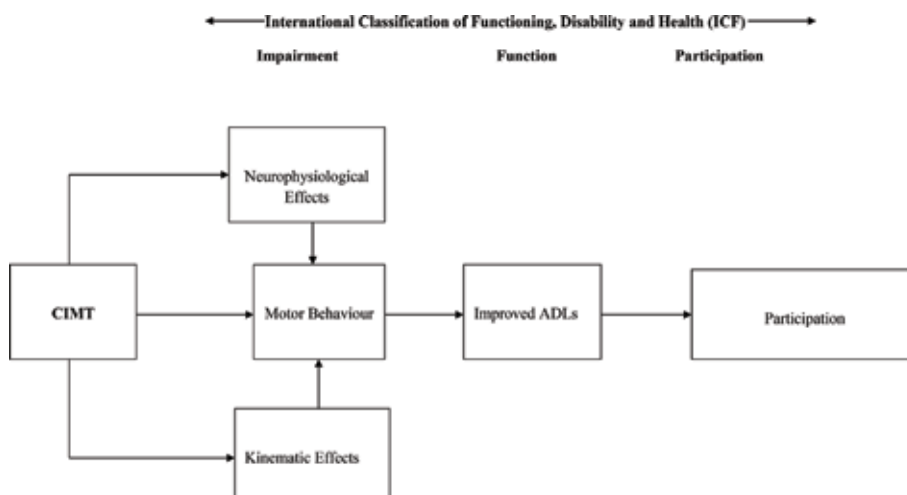 International Classification of Functioning, Disability and Health (ICF)
Impairment Function Participation
Neurophysiological
Effects
CIMT
Motor Behaviour
Improved ADLs
Participation
Kinematic Effects